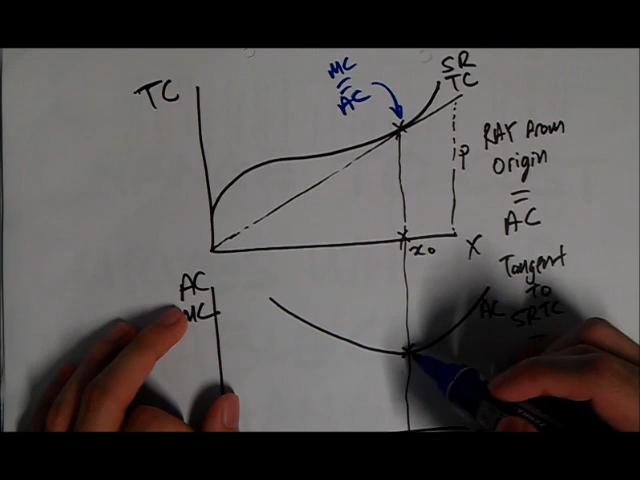 MC
=
AC
SR
TC
TC
P
RAY from
Origin
=
AC
x₀
X
Tangent
TO
SRTC
AC
MC
AC